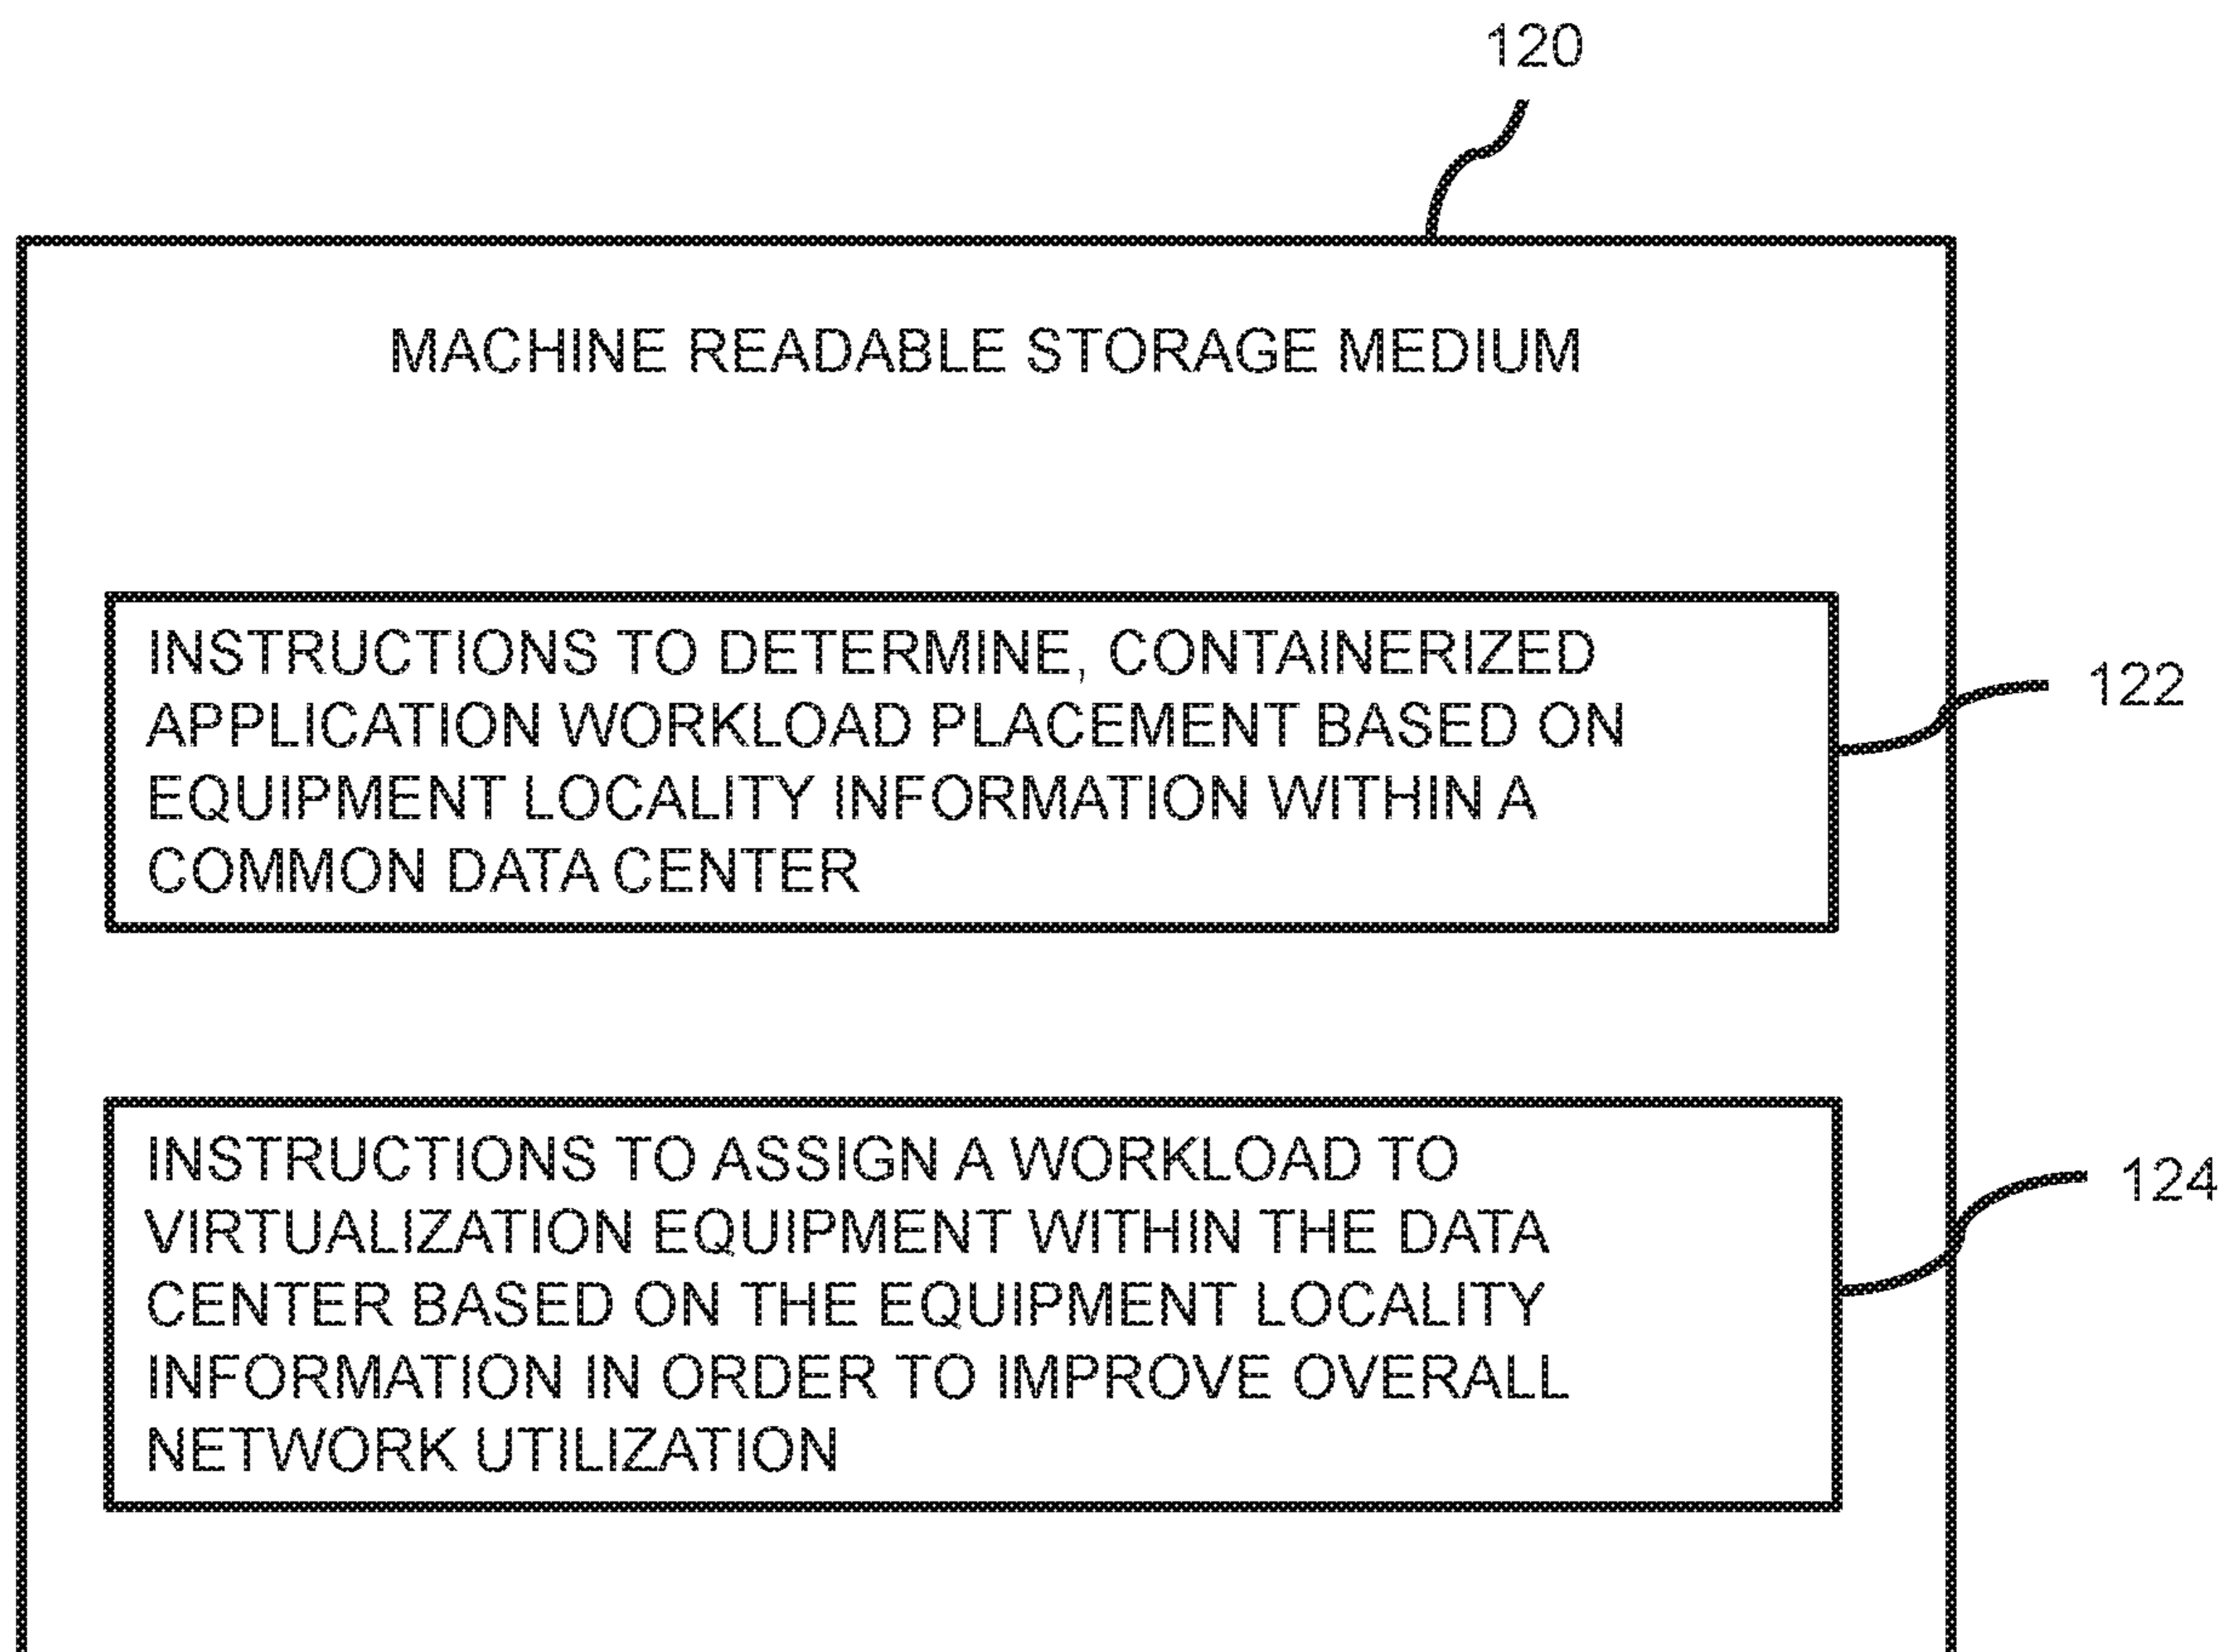 120
MACHINE READABLE STORAGE MEDIUM
INSTRUCTIONS TO DETERMINE, CONTAINERIZED
APPLICATION WORKLOAD PLACEMENT BASED ON
EQUIPMENT LOCALITY INFORMATION WITHIN A
COMMON DATA CENTER
122
INSTRUCTIONS TO ASSIGN A WORKLOAD TO
VIRTUALIZATION EQUIPMENT WITHIN THE DATA
CENTER BASED ON THE EQUIPMENT LOCALITY
INFORMATION IN ORDER TO IMPROVE OVERALL
NETWORK UTILIZATION
124